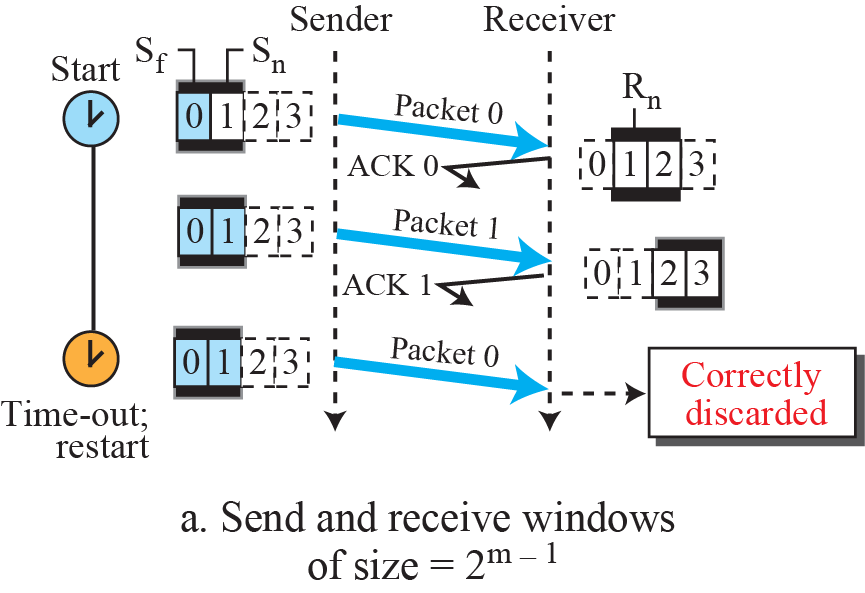 Sender
Receiver
Start
Sf
Sn
0 1 2 3
Packet 0
ACK 0
Rn
0 1 2 3
0 1 2 3
Packet 1
ACK 1
0 1 2 3
0 1 2 3
Packet 0
Correctly
discarded
Time-out;
restart
a. Send and receive windows
of size = 2^m – 1